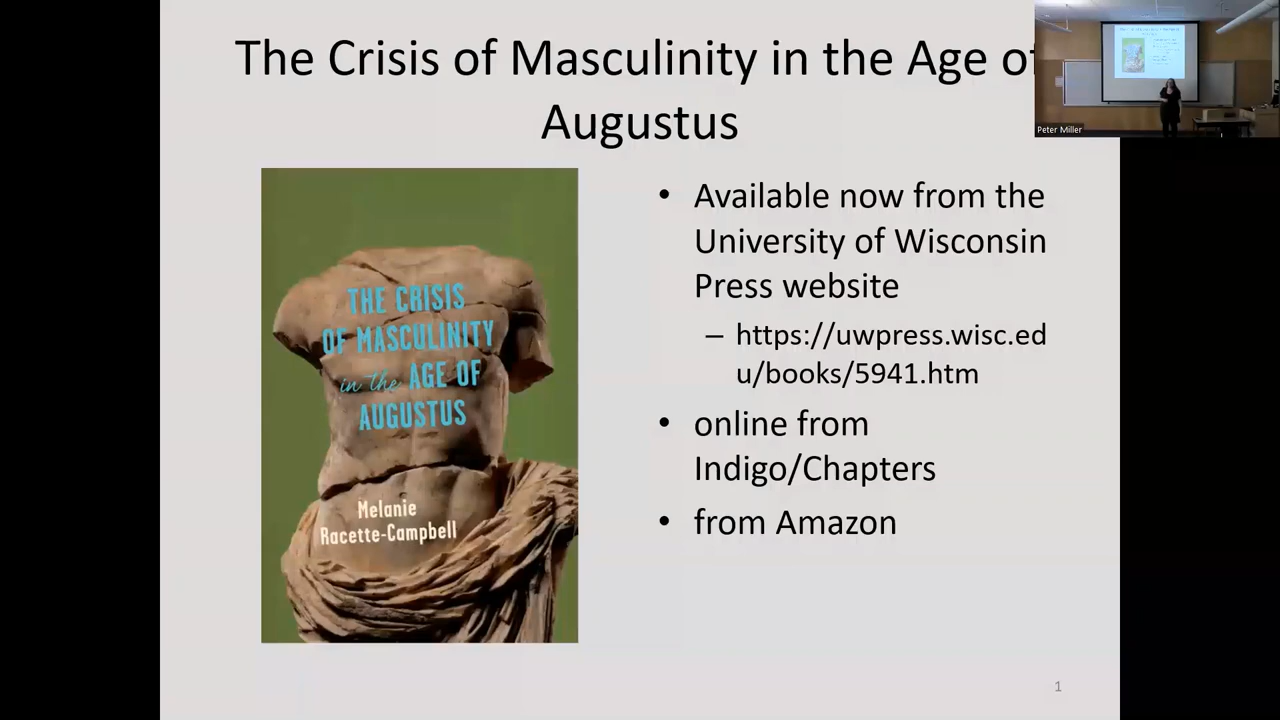 The Crisis of Masculinity in the Age of
Augustus
Peter Miller
THE CRISIS
OF MASCULINITY
in the AGE OF
AUGUSTUS
Melanie
Racette-Campbell
• Available now from the
University of Wisconsin
Press website
– https://uwpress.wisc.ed
u/books/5941.htm
• online from
Indigo/Chapters
• from Amazon
1